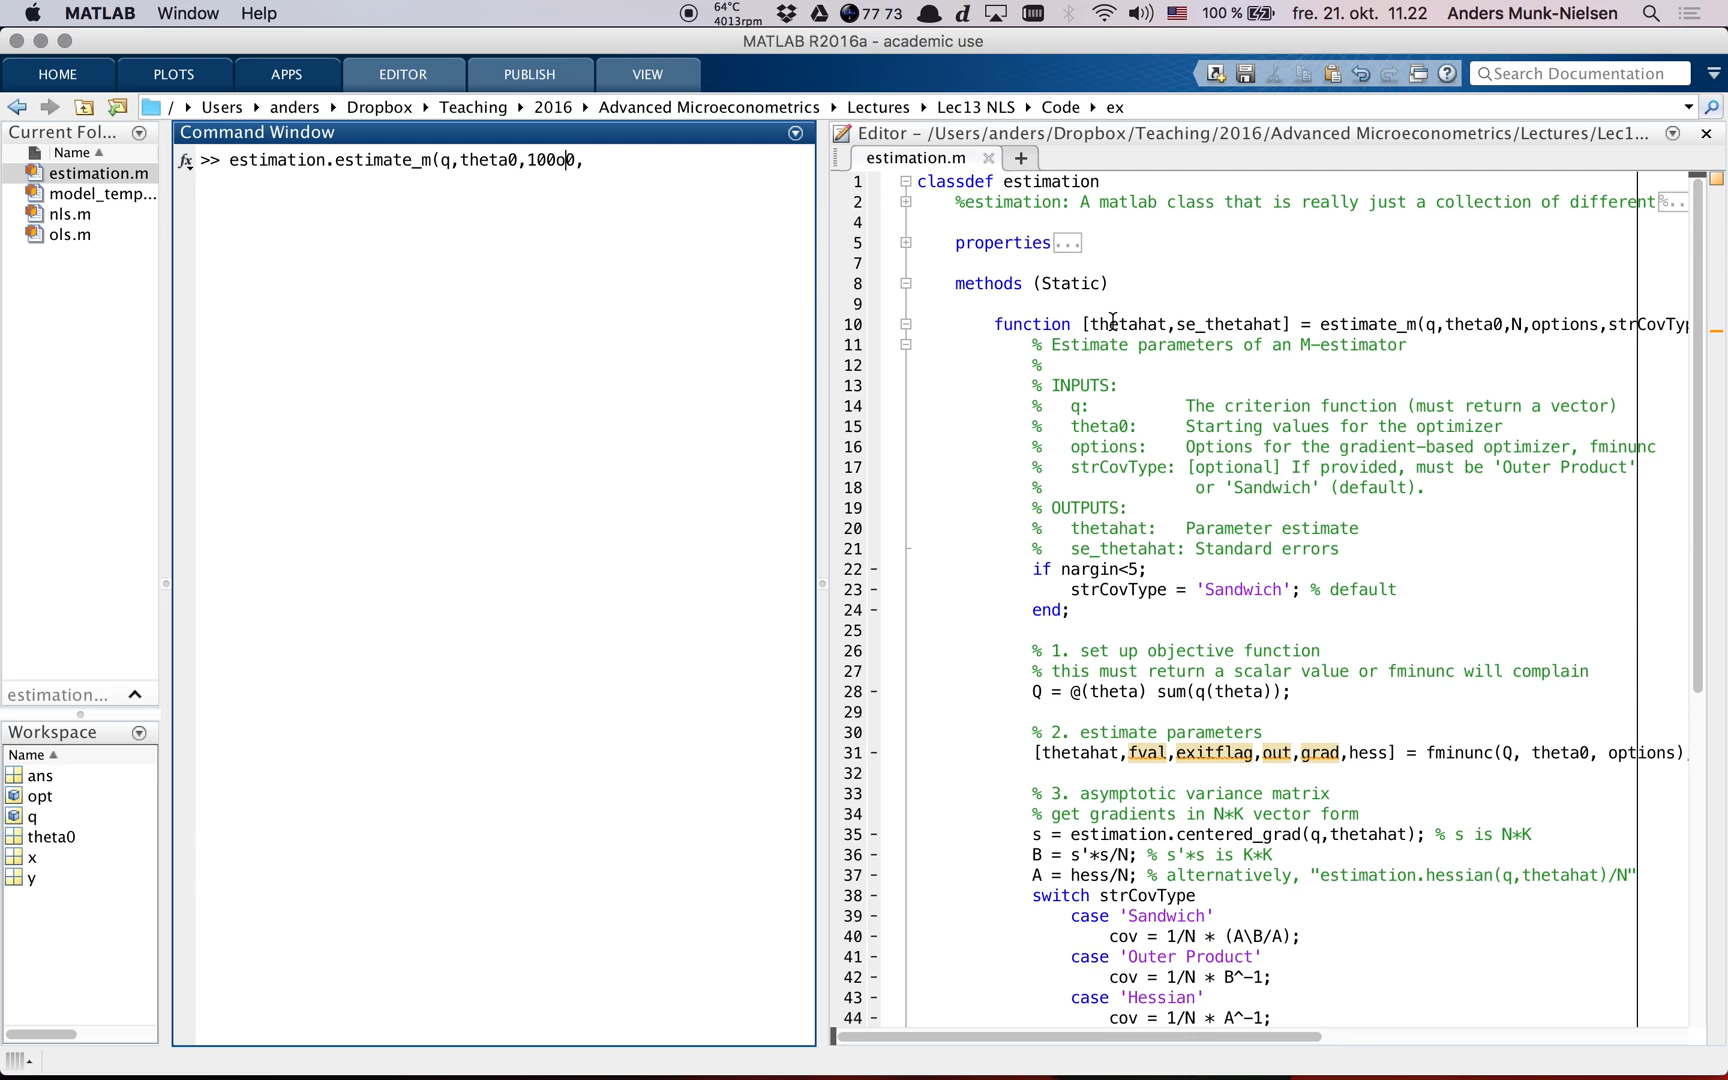 MATLAB Window Help 64°C 4013rpm 77 73 100 % fre. 21. okt. 11.22 Anders Munk-Nielsen
MATLAB R2016a - academic use
HOME PLOTS APPS EDITOR PUBLISH VIEW Search Documentation
/ Users anders Dropbox Teaching 2016 Advanced Microeconometrics Lectures Lec13 NLS Code ex
Current Fol...
Name
estimation.m
model_temp...
nls.m
ols.m
estimation...
Workspace
Name
ans
opt
q
theta0
x
y
Command Window
fx >> estimation.estimate_m(q,theta0,100o0,
Editor – /Users/anders/Dropbox/Teaching/2016/Advanced Microeconometrics/Lectures/Lec1...
estimation.m
1 classdef estimation
2 %estimation: A matlab class that is really just a collection of different%...
4
5 properties...
7
8 methods (Static)
9
10 function [thetahat,se_thetahat] = estimate_m(q,theta0,N,options,strCovTyp
11 % Estimate parameters of an M-estimator
12 %
13 % INPUTS:
14 % q: The criterion function (must return a vector)
15 % theta0: Starting values for the optimizer
16 % options: Options for the gradient-based optimizer, fminunc
17 % strCovType: [optional] If provided, must be 'Outer Product'
18 % or 'Sandwich' (default).
19 % OUTPUTS:
20 % thetahat: Parameter estimate
21 % se_thetahat: Standard errors
22 if nargin<5;
23 strCovType = 'Sandwich'; % default
24 end;
25
26 % 1. set up objective function
27 % this must return a scalar value or fminunc will complain
28 Q = @(theta) sum(q(theta));
29
30 % 2. estimate parameters
31 [thetahat,fval,exitflag,out,grad,hess] = fminunc(Q, theta0, options)
32
33 % 3. asymptotic variance matrix
34 % get gradients in N*K vector form
35 s = estimation.centered_grad(q,thetahat); % s is N*K
36 B = s'*s/N; % s'*s is K*K
37 A = hess/N; % alternatively, "estimation.hessian(q,thetahat)/N"
38 switch strCovType
39 case 'Sandwich'
40 cov = 1/N * (A\B/A);
41 case 'Outer Product'
42 cov = 1/N * B^-1;
43 case 'Hessian'
44 cov = 1/N * A^-1;